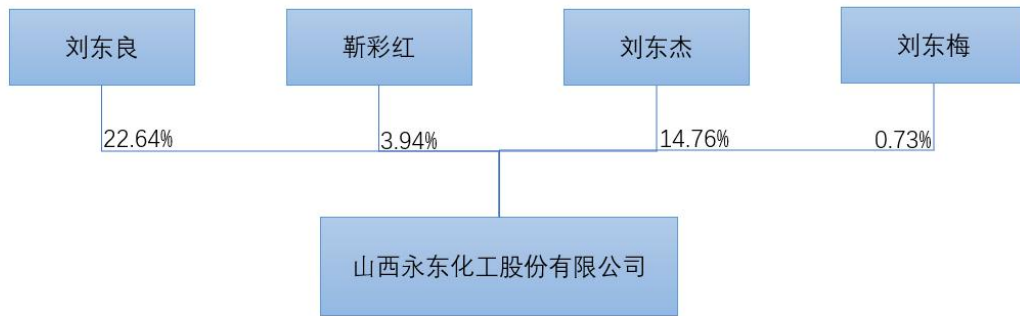 刘东良
靳彩红
刘东杰
刘东梅
22.64%
3.94%
14.76%
0.73%
山西永东化工股份有限公司